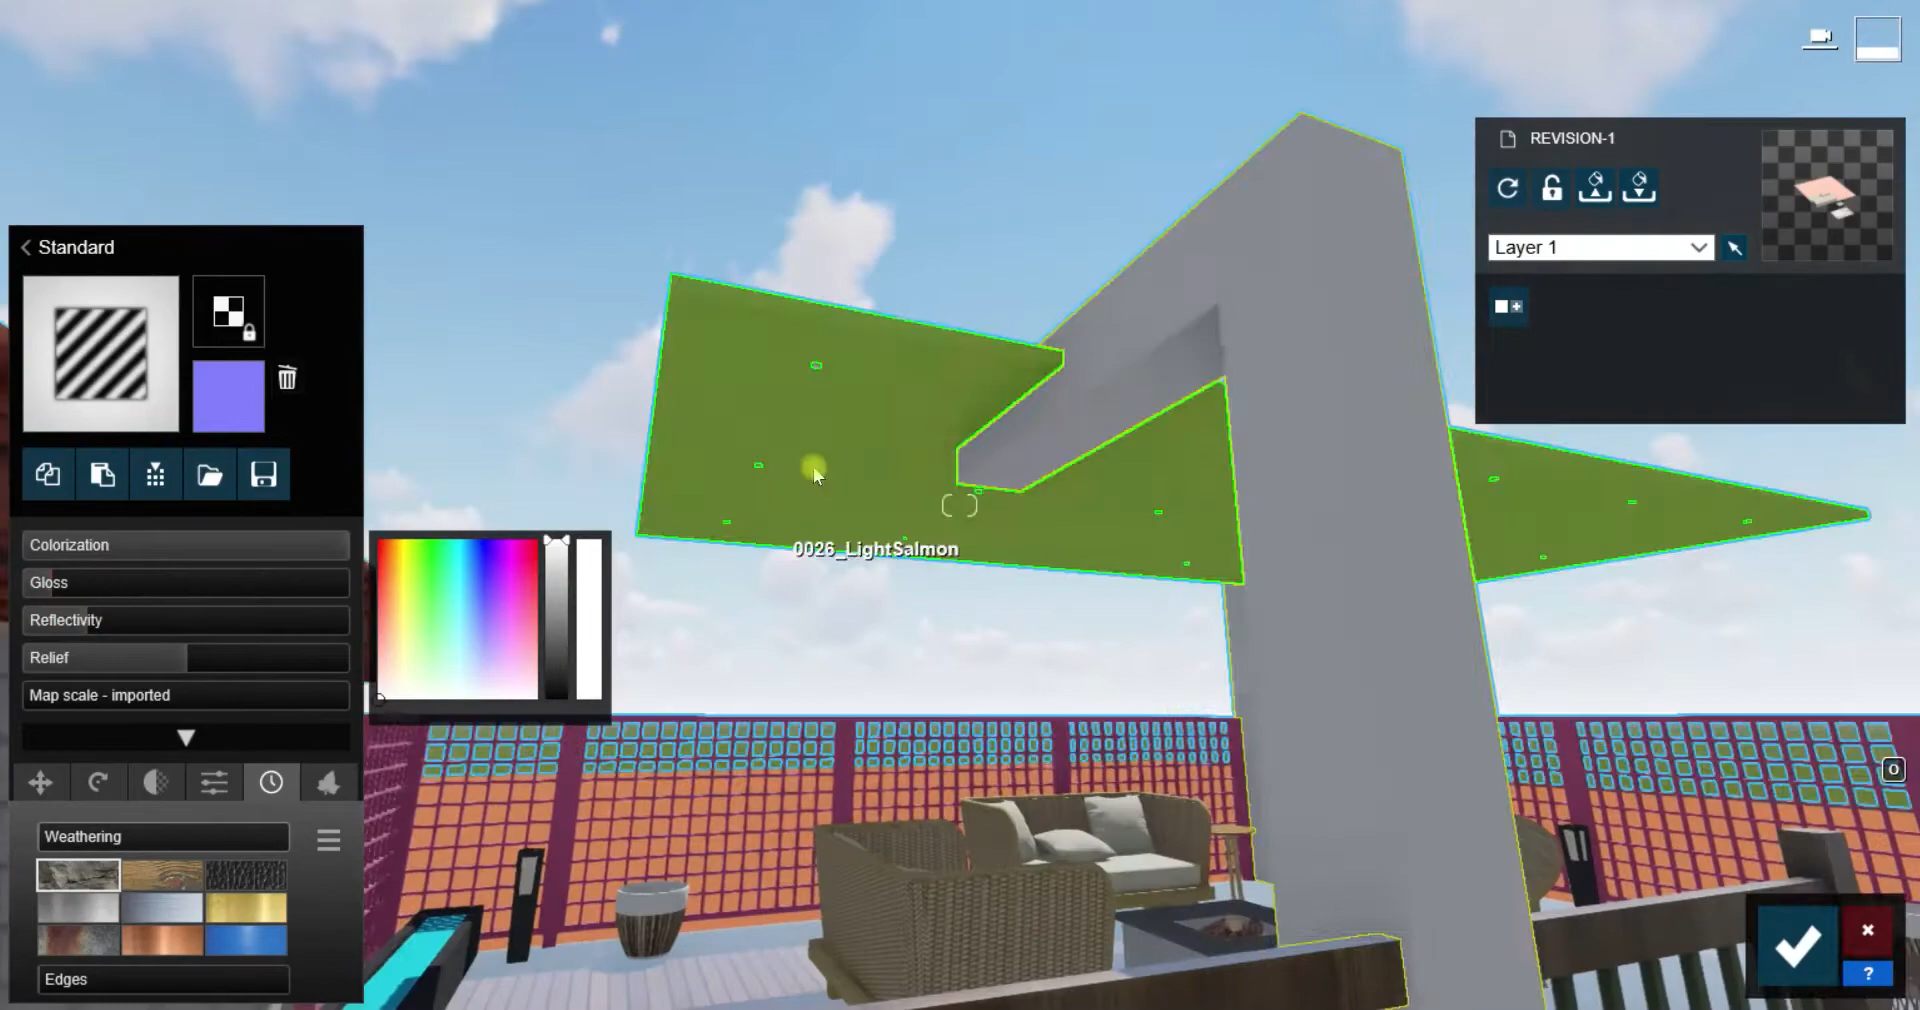 REVISION-1
Layer 1
Standard
Colorization
Gloss
Reflectivity
Relief
Map scale - imported
Weathering
Edges
0026_LightSalmon
O
?